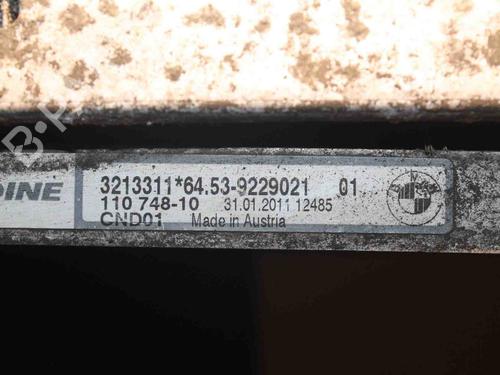 DINE
3213311*64.53-9229021 01
110 748-10 31.01.2011 12485
CND01 Made in Austria